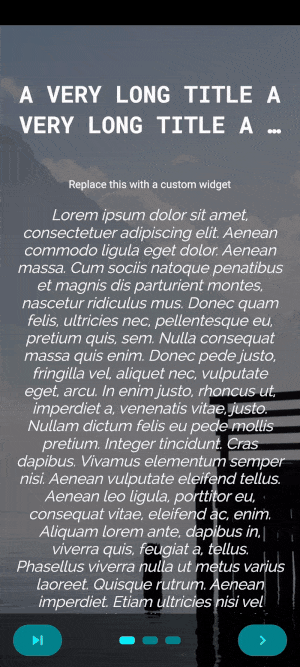 A VERY LONG TITLE A
VERY LONG TITLE A …
Replace this with a custom widget
Lorem ipsum dolor sit amet,
consectetuer adipiscing elit. Aenean
commodo ligula eget dolor. Aenean
massa. Cum sociis natoque penatibus
et magnis dis parturient montes,
nascetur ridiculus mus. Donec quam
felis, ultricies nec, pellentesque eu,
pretium quis, sem. Nulla consequat
massa quis enim. Donec pede justo,
fringilla vel, aliquet nec, vulputate
eget, arcu. In enim justo, rhoncus ut,
imperdiet a, venenatis vitae, justo.
Nullam dictum felis eu pede mollis
pretium. Integer tincidunt. Cras
dapibus. Vivamus elementum semper
nisi. Aenean vulputate eleifend tellus.
Aenean leo ligula, porttitor eu,
consequat vitae, eleifend ac, enim.
Aliquam lorem ante, dapibus in,
viverra quis, feugiat a, tellus.
Phasellus viverra nulla ut metus varius
laoreet. Quisque rutrum. Aenean
imperdiet. Etiam ultricies nisi vel